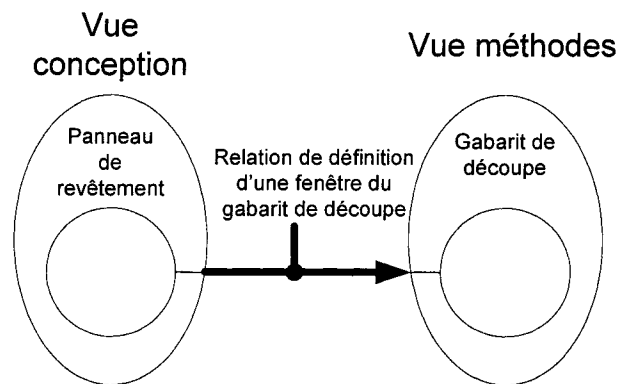 Vue
conception
Vue méthodes
Panneau
de
revêtement
Relation de définition
d'une fenêtre du
gabarit de découpe
Gabarit de
découpe